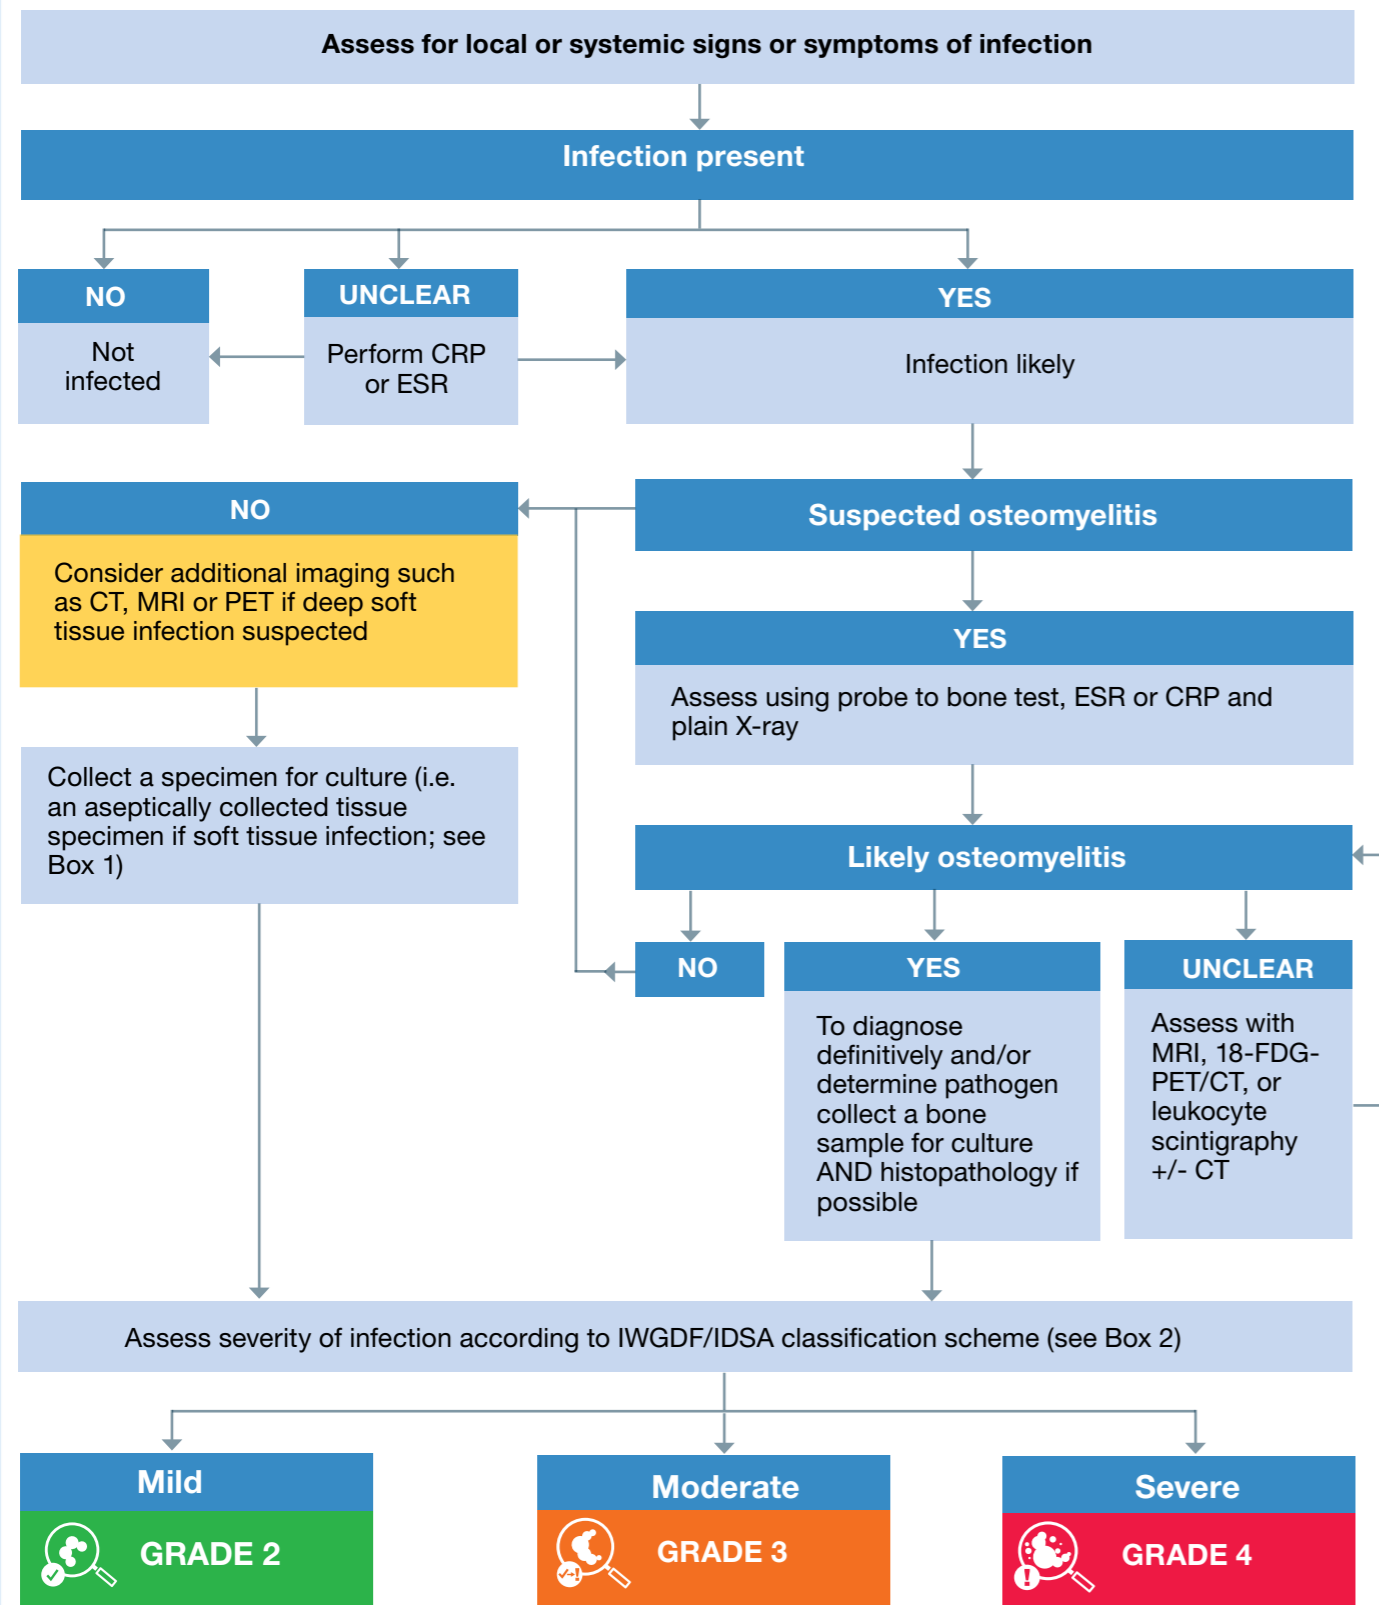 Assess for local or systemic signs or symptoms of infection
Infection present
NO
Not
infected
UNCLEAR
Perform CRP
or ESR
YES
Infection likely
Suspected osteomyelitis
NO
Consider additional imaging such
as CT, MRI or PET if deep soft
tissue infection suspected
Collect a specimen for culture (i.e.
an aseptically collected tissue
specimen if soft tissue infection; see
Box 1)
YES
Assess using probe to bone test, ESR or CRP and
plain X-ray
Likely osteomyelitis
NO
YES
To diagnose
definitively and/or
determine pathogen
collect a bone
sample for culture
AND histopathology if
possible
UNCLEAR
Assess with
MRI, 18-FDG-
PET/CT, or
leukocyte
scintigraphy
+/- CT
Assess severity of infection according to IWGDF/IDSA classification scheme (see Box 2)
Mild
GRADE 2
Moderate
GRADE 3
Severe
GRADE 4